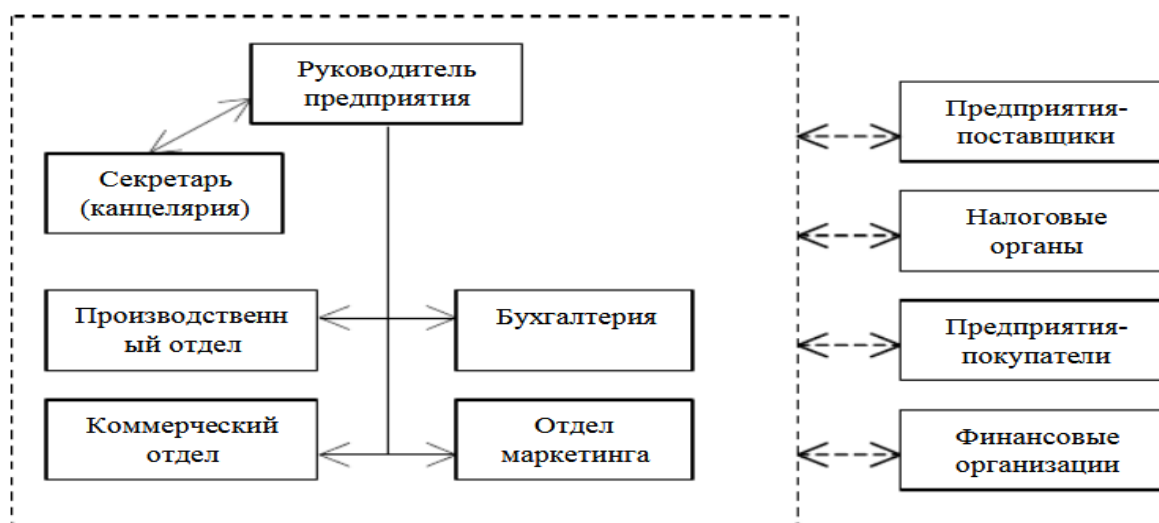 Руководитель
предприятия
Предприятия-
поставщики
Секретарь
(канцелярия)
Налоговые
органы
Производственн
ый отдел
Бухгалтерия
Предприятия-
покупатели
Коммерческий
отдел
Отдел
маркетинга
Финансовые
организации